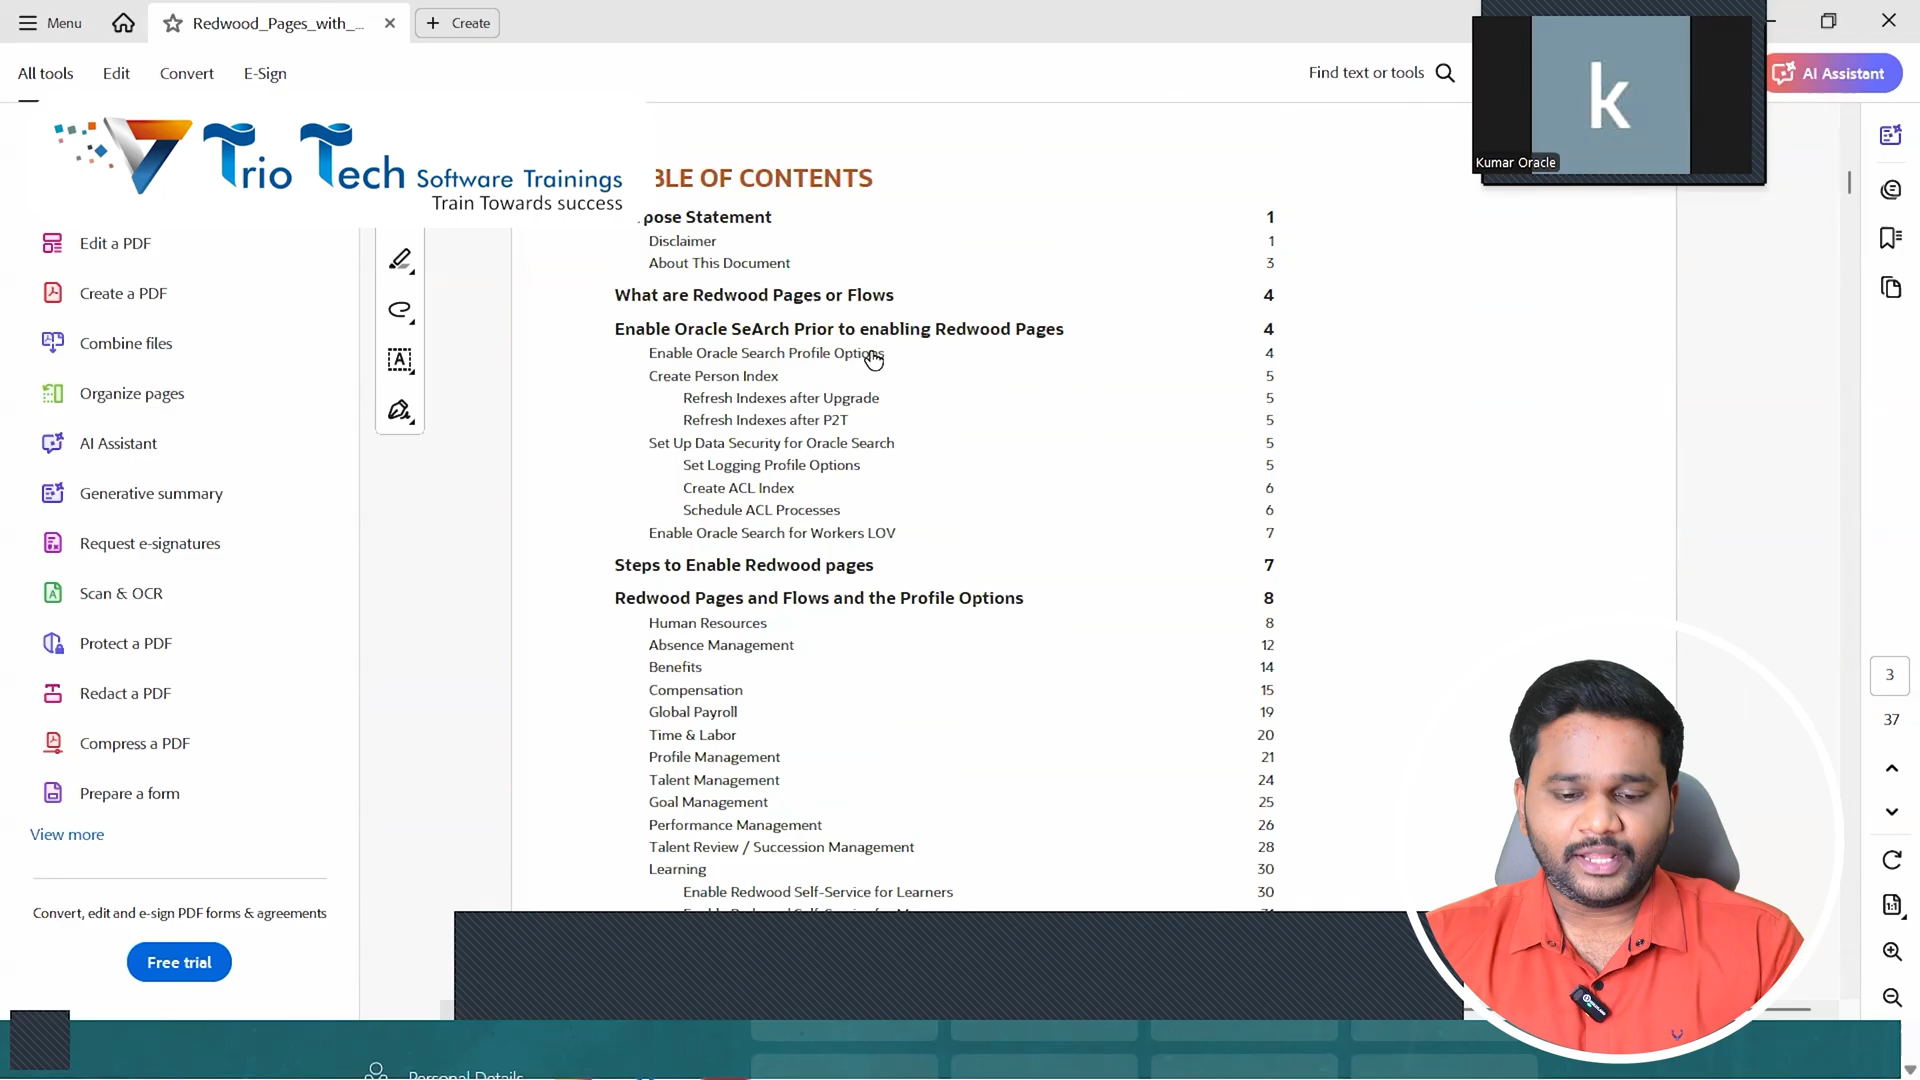 Menu
Redwood_Pages_with_...
Create
All tools
Edit
Convert
E-Sign
Find text or tools
AI Assistant
k
Kumar Oracle
Trio Tech Software Trainings
Train Towards success
BLE OF CONTENTS
pose Statement 1
Disclaimer 1
About This Document 3
What are Redwood Pages or Flows 4
Enable Oracle SeArch Prior to enabling Redwood Pages 4
Enable Oracle Search Profile Options 4
Create Person Index 5
Refresh Indexes after Upgrade 5
Refresh Indexes after P2T 5
Set Up Data Security for Oracle Search 5
Set Logging Profile Options 5
Create ACL Index 6
Schedule ACL Processes 6
Enable Oracle Search for Workers LOV 7
Steps to Enable Redwood pages 7
Redwood Pages and Flows and the Profile Options 8
Human Resources 8
Absence Management 12
Benefits 14
Compensation 15
Global Payroll 19
Time & Labor 20
Profile Management 21
Talent Management 24
Goal Management 25
Performance Management 26
Talent Review / Succession Management 28
Learning 30
Enable Redwood Self-Service for Learners 30
Edit a PDF
Create a PDF
Combine files
Organize pages
AI Assistant
Generative summary
Request e-signatures
Scan & OCR
Protect a PDF
Redact a PDF
Compress a PDF
Prepare a form
View more
Convert, edit and e-sign PDF forms & agreements
Free trial
3
37
Personal Details